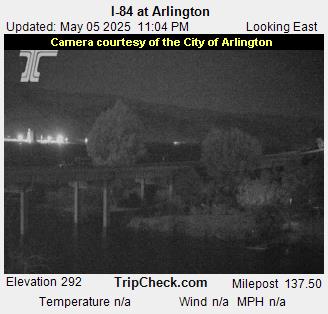 I-84 at Arlington
Updated: May 05 2025 11:04 PM Looking East
Camera courtesy of the City of Arlington
Elevation 292 TripCheck.com Milepost 137.50
Temperature n/a Wind n/a MPH n/a